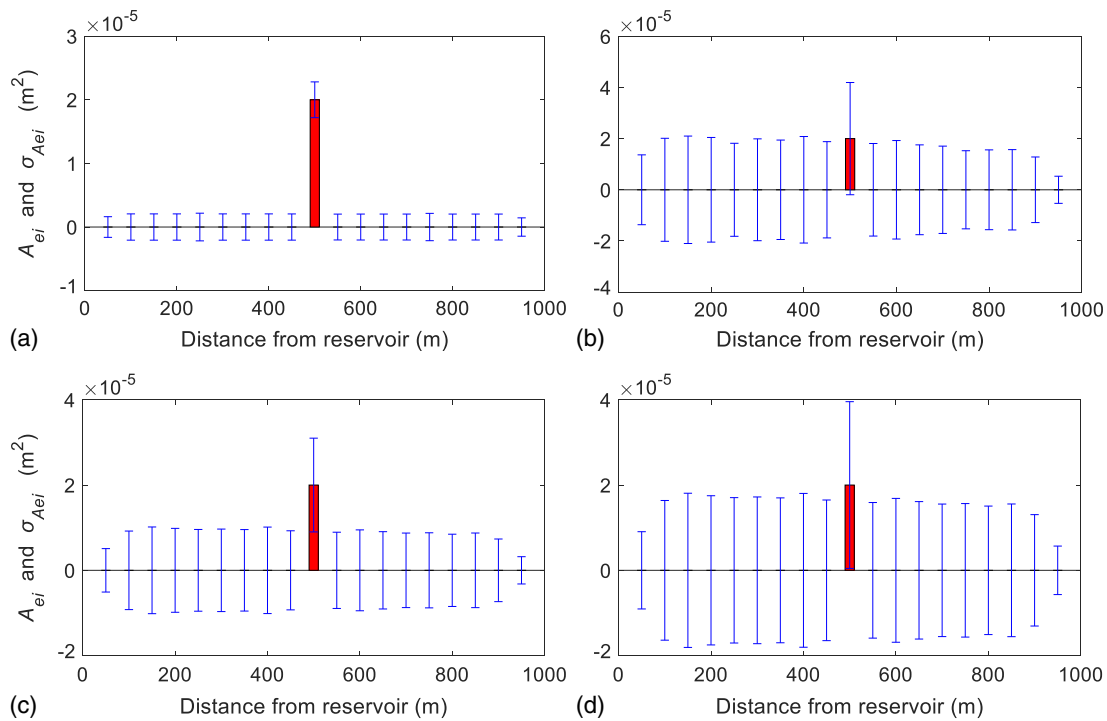 ×10⁻⁵
3
2
1
0
-1
A_ei and σ_Aei (m²)
0 200 400 600 800 1000
Distance from reservoir (m)
(a)
×10⁻⁵
6
4
2
0
-2
-4
0 200 400 600 800 1000
Distance from reservoir (m)
(b)
×10⁻⁵
4
2
0
-2
A_ei and σ_Aei (m²)
0 200 400 600 800 1000
Distance from reservoir (m)
(c)
×10⁻⁵
4
2
0
-2
0 200 400 600 800 1000
Distance from reservoir (m)
(d)